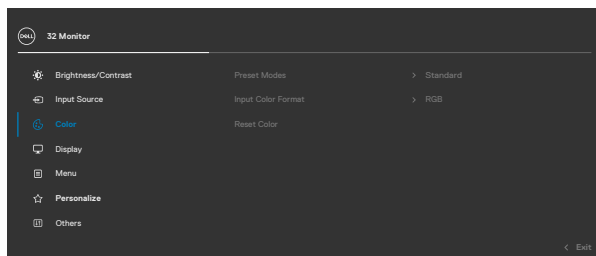 DELL 32 Monitor
Brightness/Contrast Preset Modes > Standard
Input Source Input Color Format > RGB
Color Reset Color
Display
Menu
Personalize
Others
< Exit